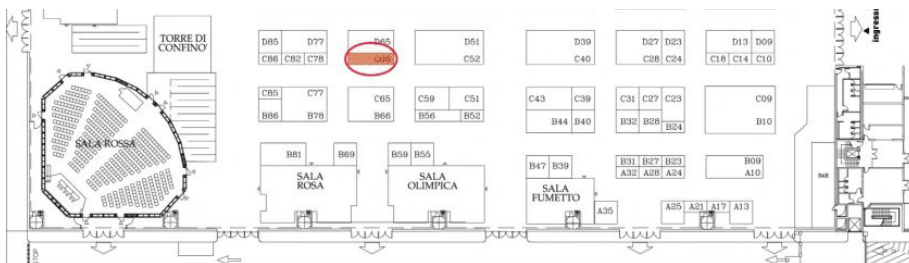 TORRE DI
CONFINO'
D85 D77 D65 D51 D39 D27 D23 D13 D09
C86 C82 C78 C52 C40 C28 C24 C18 C14 C10
ingresso
C85 C77 C65 C59 C51 C43 C39 C31 C27 C23 C09
B86 B78 B66 B56 B52 B44 B40 B32 B28 B24 B10
SALA ROSSA
B81 B69 B59 B55 B47 B39 B31 B27 B23 B09
A32 A28 A24 A10
SALA
ROSA
SALA
OLIMPICA
SALA
FUMETTO
A35 A25 A21 A17 A13
STOP